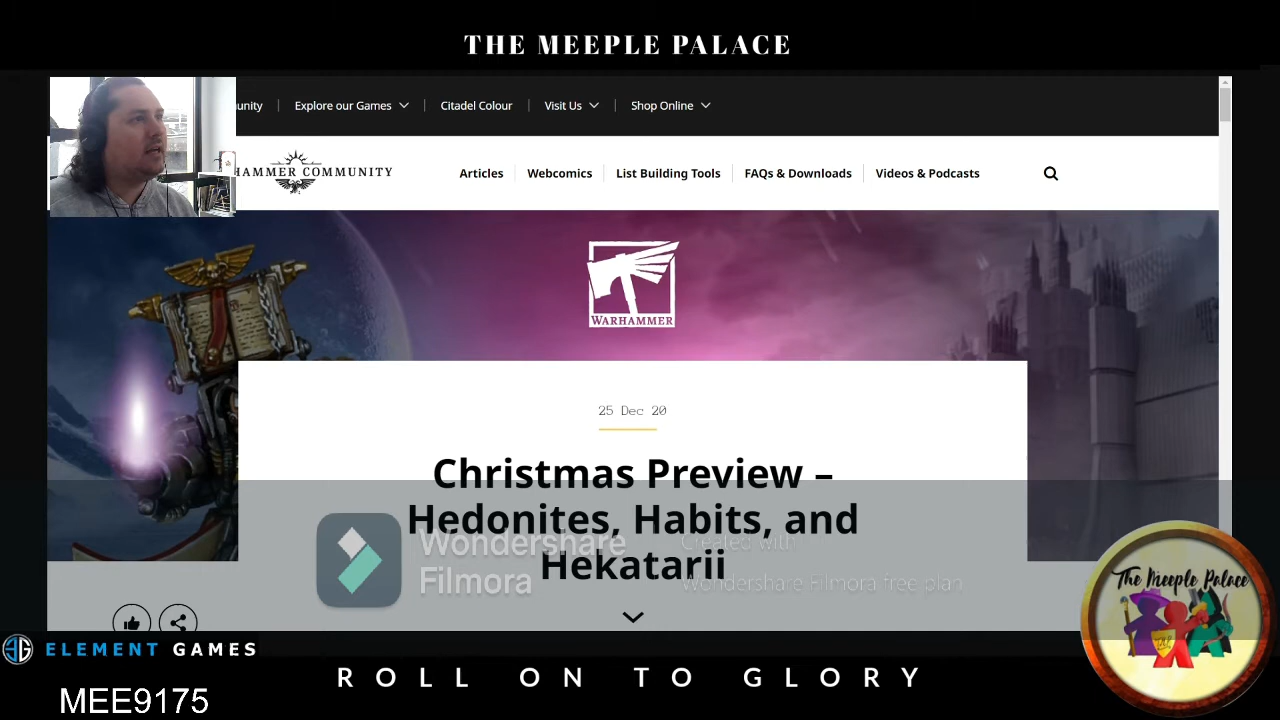 THE MEEPLE PALACE
unity Explore our Games Citadel Colour Visit Us Shop Online
HAMMER COMMUNITY
Articles Webcomics List Building Tools FAQs & Downloads Videos & Podcasts
WARHAMMER
25 Dec 20
Christmas Preview –
Hedonites, Habits, and
Hekatarii
Wondershare
Filmora
Created with
Wondershare Filmora free plan
The Meeple Palace
EG ELEMENT GAMES
ROLL ON TO GLORY
MEE9175